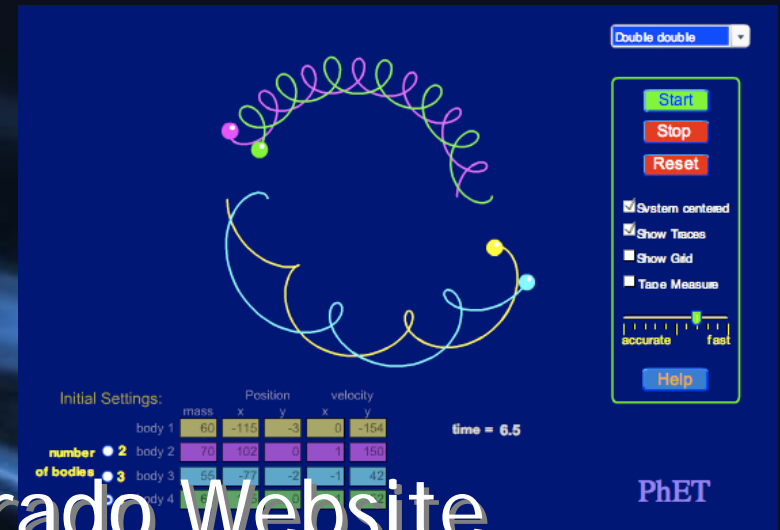 Double double
Start
Stop
Reset
System centered
Show Traces
Show Grid
Tape Measure
accurate fast
Help
Initial Settings:
Position velocity
mass x y x y
body 1 60 -115 -3 0 -154
number of bodies
2 body 2 70 102 0 1 150
3 body 3 55 -77 -2 -1 42
body 4
time = 6.5
rado Website
PhET